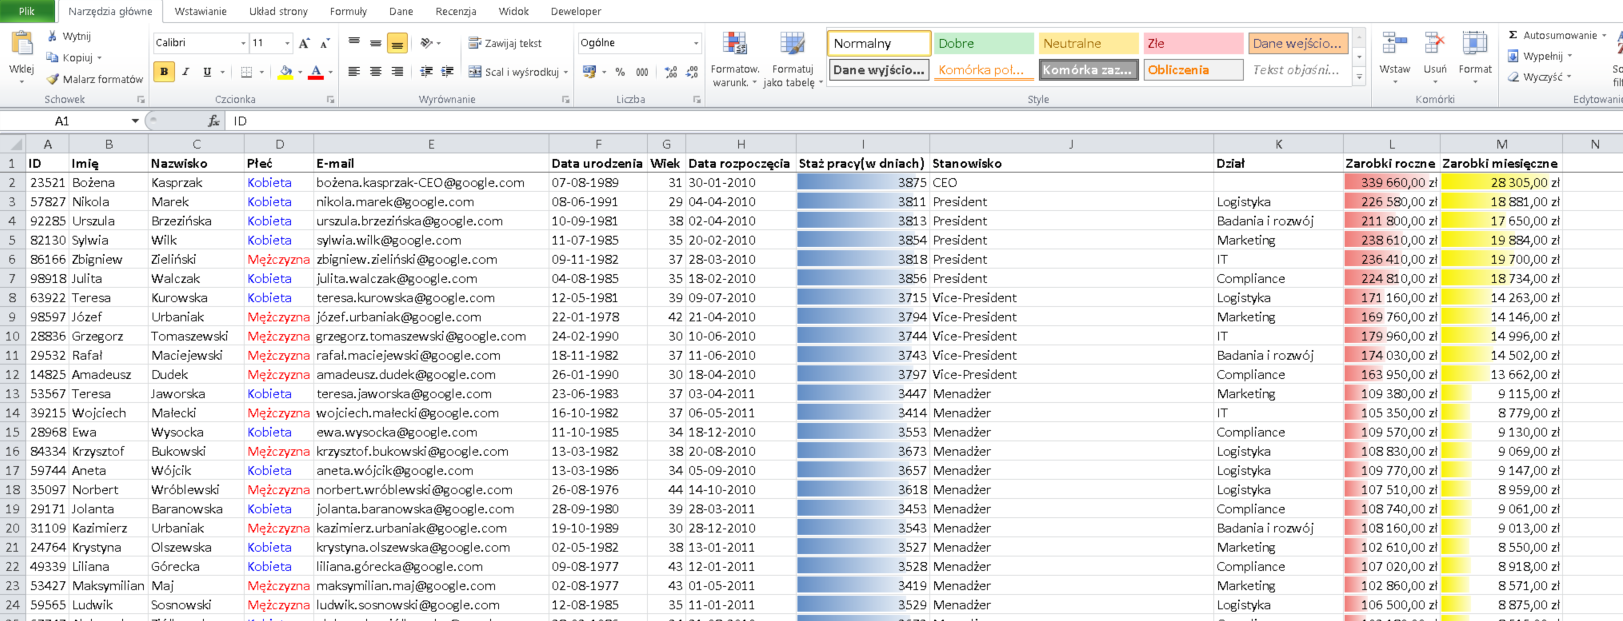 Plik Narzędzia główne Wstawianie Układ strony Formuły Dane Recenzja Widok Deweloper
Wklej
Wytnij
Kopiuj
Malarz formatów
Schowek
Calibri 11
B I U A
Czcionka
Zawijaj tekst
Scal i wyśrodkuj
Wyrównanie
Ogólne
% 000
Liczba
Formatow. warunk.
Formatuj jako tabelę
Normalny Dobre Neutralne Złe Dane wejścio...
Dane wyjścio... Komórka poł... Komórka zaz... Obliczenia Tekst objaśni...
Style
Wstaw Usuń Format
Komórki
Σ Autosumowanie
Wypełnij
Wyczyść
Edytowani
A1 fx ID
A B C D E F G H I J K L M N
1 ID Imię Nazwisko Płeć E-mail Data urodzenia Wiek Data rozpoczęcia Staż pracy(w dniach) Stanowisko Dział Zarobki roczne Zarobki miesięczne
2 23521 Bożena Kasprzak Kobieta bożena.kasprzak-CEO@google.com 07-08-1989 31 30-01-2010 3875 CEO 339 660,00 zł 28 305,00 zł
3 57827 Nikola Marek Kobieta nikola.marek@google.com 08-06-1991 29 04-04-2010 3811 President Logistyka 226 580,00 zł 18 881,00 zł
4 92285 Urszula Brzezińska Kobieta urszula.brzezińska@google.com 10-09-1981 38 02-04-2010 3813 President Badania i rozwój 211 800,00 zł 17 650,00 zł
5 82130 Sylwia Wilk Kobieta sylwia.wilk@google.com 11-07-1985 35 20-02-2010 3854 President Marketing 238 610,00 zł 19 884,00 zł
6 86166 Zbigniew Zieliński Mężczyzna zbigniew.zieliński@google.com 09-11-1982 37 28-03-2010 3818 President IT 236 410,00 zł 19 700,00 zł
7 98918 Julita Walczak Kobieta julita.walczak@google.com 04-08-1985 35 18-02-2010 3856 President Compliance 224 810,00 zł 18 734,00 zł
8 63922 Teresa Kurowska Kobieta teresa.kurowska@google.com 12-05-1981 39 09-07-2010 3715 Vice-President Logistyka 171 160,00 zł 14 263,00 zł
9 98597 Józef Urbaniak Mężczyzna józef.urbaniak@google.com 22-01-1978 42 21-04-2010 3794 Vice-President Marketing 169 760,00 zł 14 146,00 zł
10 28836 Grzegorz Tomaszewski Mężczyzna grzegorz.tomaszewski@google.com 24-02-1990 30 10-06-2010 3744 Vice-President IT 179 960,00 zł 14 996,00 zł
11 29532 Rafał Maciejewski Mężczyzna rafał.maciejewski@google.com 18-11-1982 37 11-06-2010 3743 Vice-President Badania i rozwój 174 030,00 zł 14 502,00 zł
12 14825 Amadeusz Dudek Mężczyzna amadeusz.dudek@google.com 26-01-1990 30 18-04-2010 3797 Vice-President Compliance 163 950,00 zł 13 662,00 zł
13 53567 Teresa Jaworska Kobieta teresa.jaworska@google.com 23-06-1983 37 03-04-2011 3447 Menadżer Marketing 109 380,00 zł 9 115,00 zł
14 39215 Wojciech Małecki Mężczyzna wojciech.małecki@google.com 16-10-1982 37 06-05-2011 3414 Menadżer IT 105 350,00 zł 8 779,00 zł
15 28968 Ewa Wysocka Kobieta ewa.wysocka@google.com 11-10-1985 34 18-12-2010 3553 Menadżer Compliance 109 570,00 zł 9 130,00 zł
16 84334 Krzysztof Bukowski Mężczyzna krzysztof.bukowski@google.com 13-03-1982 38 20-08-2010 3673 Menadżer Logistyka 108 830,00 zł 9 069,00 zł
17 59744 Aneta Wójcik Kobieta aneta.wójcik@google.com 13-03-1986 34 05-09-2010 3657 Menadżer Logistyka 109 770,00 zł 9 147,00 zł
18 35097 Norbert Wróblewski Mężczyzna norbert.wróblewski@google.com 26-08-1976 44 14-10-2010 3618 Menadżer Logistyka 107 510,00 zł 8 959,00 zł
19 29171 Jolanta Baranowska Kobieta jolanta.baranowska@google.com 28-09-1980 39 28-03-2011 3453 Menadżer Compliance 108 740,00 zł 9 061,00 zł
20 31109 Kazimierz Urbaniak Mężczyzna kazimierz.urbaniak@google.com 19-10-1989 30 28-12-2010 3543 Menadżer Badania i rozwój 108 160,00 zł 9 013,00 zł
21 24764 Krystyna Olszewska Kobieta krystyna.olszewska@google.com 02-05-1982 38 13-01-2011 3527 Menadżer Marketing 102 610,00 zł 8 550,00 zł
22 49339 Liliana Górecka Kobieta liliana.górecka@google.com 09-08-1977 43 12-01-2011 3528 Menadżer Compliance 107 020,00 zł 8 918,00 zł
23 53427 Maksymilian Maj Mężczyzna maksymilian.maj@google.com 02-08-1977 43 01-05-2011 3419 Menadżer Marketing 102 860,00 zł 8 571,00 zł
24 59565 Ludwik Sosnowski Mężczyzna ludwik.sosnowski@google.com 12-08-1985 35 11-01-2011 3529 Menadżer Logistyka 106 500,00 zł 8 875,00 zł